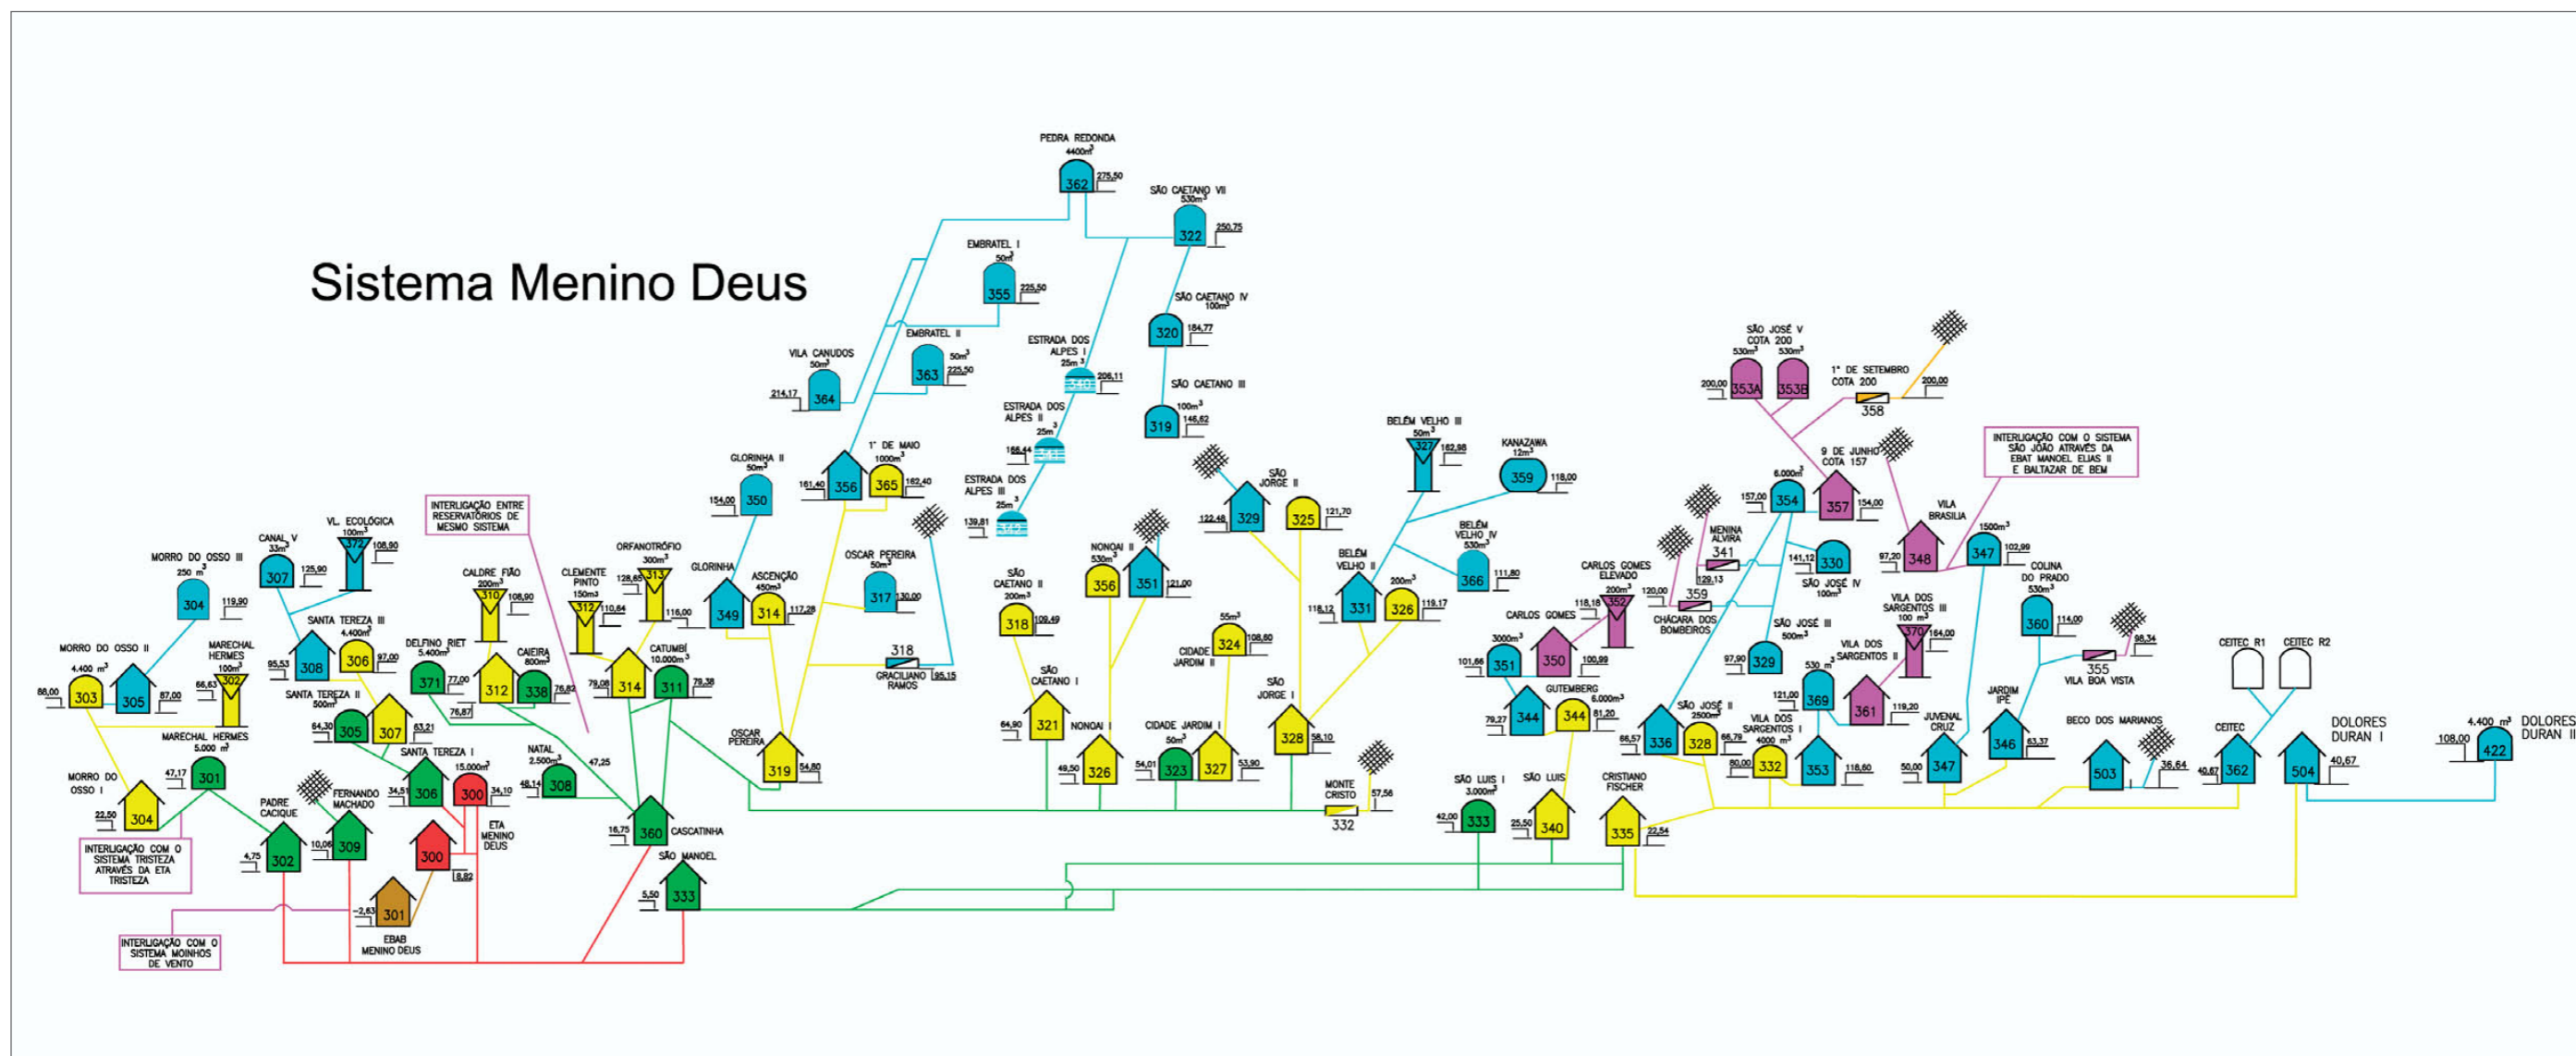 Sistema Menino Deus
PEDRA REDONDA
4400m³
362
275,50
SÃO CAETANO VII
530m³
322
250,75
EMBRATEL I
50m³
355
225,50
SÃO CAETANO IV
100m³
320
184,77
EMBRATEL II
50m³
363
225,50
ESTRADA DOS
ALPES I
25m³
340
206,11
VILA CANUDOS
50m³
364
214,17
SÃO CAETANO III
100m³
319
146,62
ESTRADA DOS
ALPES II
25m³
166,44
ESTRADA DOS
ALPES III
25m³
139,81
SÃO JOSÉ V
COTA 200
530m³
530m³
200,00
353A
353B
1° DE SETEMBRO
COTA 200
200,00
358
BELÉM VELHO III
50m³
327
162,98
KANAZAWA
12m³
359
118,00
9 DE JUNHO
COTA 157
357
154,00
INTERLIGAÇÃO COM O SISTEMA
SÃO JOÃO ATRAVÉS DA
EBAT MANOEL ELIAS II
E BALTAZAR DE BEM
1° DE MAIO
1000m³
161,40
356
365
162,40
GLORINHA II
50m³
154,00
350
SÃO
JORGE II
122,48
329
325
121,70
6.000m³
157,00
354
VILA
BRASILIA
97,20
348
1500m³
347
102,99
INTERLIGAÇÃO ENTRE
RESERVATÓRIOS DE
MESMO SISTEMA
VL. ECOLÓGICA
100m³
372
108,90
CANAL V
33m³
307
125,90
MORRO DO OSSO III
250 m³
304
119,90
ORFANOTRÓFIO
300m³
128,65
313
116,00
CALDRE FIÃO
200m³
310
108,90
CLEMENTE
PINTO
150m³
312
110,64
GLORINHA
349
ASCENÇÃO
450m³
314
117,28
OSCAR PEREIRA
50m³
317
130,00
NONOAI II
530m³
356
351
121,00
SÃO
CAETANO II
200m³
318
109,49
BELÉM
VELHO II
118,12
331
200m³
326
119,17
BELÉM
VELHO IV
530m³
366
111,80
MENINA
ALVIRA
341
129,13
141,12
330
SÃO JOSÉ IV
100m³
120,00
359
CHÁCARA DOS
BOMBEIROS
CARLOS GOMES
ELEVADO
200m³
118,18
352
CARLOS GOMES
3000m³
101,66
351
350
100,99
SÃO JOSÉ III
500m³
97,90
329
VILA DOS
SARGENTOS III
100 m³
370
164,00
VILA DOS
SARGENTOS II
361
119,20
530 m³
121,00
369
COLINA
DO PRADO
530m³
360
114,00
98,34
355
VILA BOA VISTA
CEITEC R1
CEITEC R2
MORRO DO OSSO II
4.400 m³
88,00
303
305
87,00
MARECHAL
HERMES
100m³
66,63
302
SANTA TEREZA III
4.400m³
95,53
308
306
97,00
DELFINO RIET
5.400m³
371
77,00
CAIEIRA
800m³
312
338
76,82
76,87
CATUMBÍ
10.000m³
79,08
314
311
79,38
318
GRACILIANO
RAMOS
95,15
55m³
324
108,60
CIDADE
JARDIM II
SANTA TEREZA II
500m³
64,30
305
307
63,21
SÃO
CAETANO I
64,90
321
SÃO
JORGE I
328
58,10
79,27
344
GUTEMBERG
6.000m³
344
81,20
66,57
336
SÃO JOSÉ II
2500m³
328
66,79
VILA DOS
SARGENTOS I
4000 m³
80,00
332
353
118,60
JUVENAL
CRUZ
50,00
347
JARDIM
IPÊ
346
63,37
BECO DOS MARIANOS
503
36,64
CEITEC
40,67
362
504
40,67
DOLORES
DURAN I
4.400 m³
108,00
422
DOLORES
DURAN II
MARECHAL HERMES
5.000 m³
47,17
301
MORRO DO
OSSO I
22,50
304
SANTA TEREZA I
34,51
306
15.000m³
300
34,10
NATAL
2.500m³
48,14
308
47,25
OSCAR
PEREIRA
319
54,80
NONOAI I
49,50
326
CIDADE JARDIM I
50m³
54,01
323
327
53,90
MONTE
CRISTO
332
57,56
SÃO LUIS I
3.000m³
42,00
333
SÃO LUIS
25,50
340
CRISTIANO
FISCHER
335
22,54
PADRE
CACIQUE
4,75
302
FERNANDO
MACHADO
10,06
309
300
8,82
ETA
MENINO
DEUS
16,75
360
CASCATINHA
SÃO MANOEL
5,50
333
INTERLIGAÇÃO COM O
SISTEMA TRISTEZA
ATRAVÉS DA ETA
TRISTEZA
-2,63
301
EBAB
MENINO DEUS
INTERLIGAÇÃO COM O
SISTEMA MOINHOS
DE VENTO